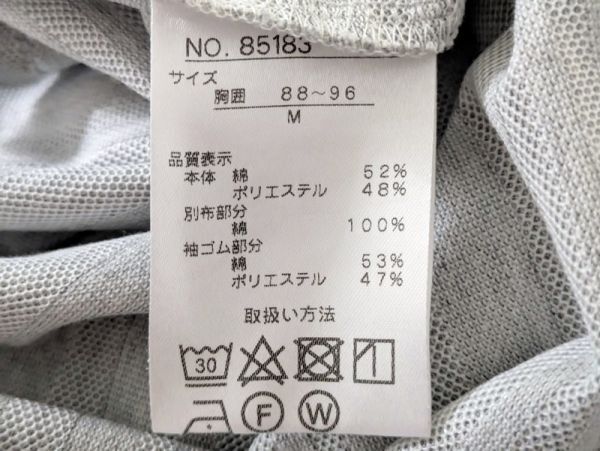 NO. 85183
サイズ
胸囲 88～96
M
品質表示
本体 綿 52%
ポリエステル 48%
別布部分
綿 100%
袖ゴム部分
綿 53%
ポリエステル 47%
取扱い方法
30
F W